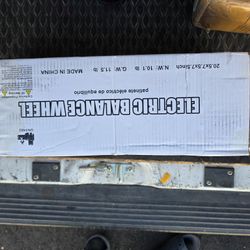 ELECTRIC BALANCE WHEEL
patinete eléctrico de equilibrio
MADE IN CHINA
N.W: 10.1 lb G.W: 11.5 lb
20.5x7.5x7.5inch